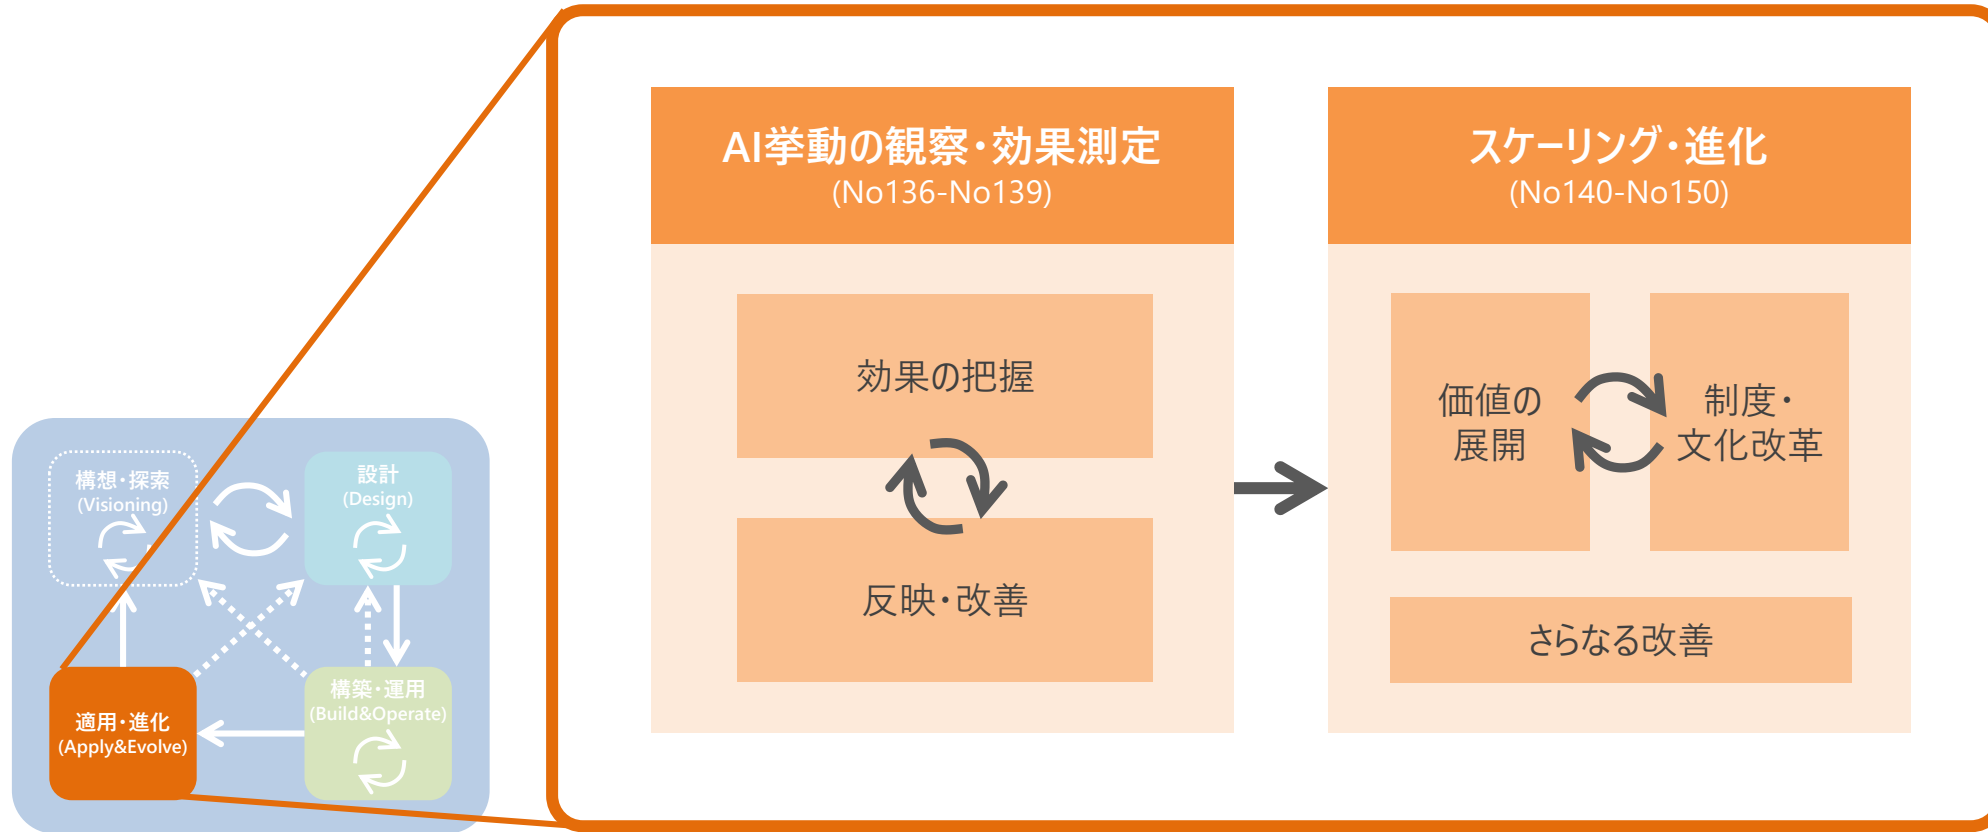 AI挙動の観察・効果測定
(No136-No139)
効果の把握
反映・改善
スケーリング・進化
(No140-No150)
価値の
展開
制度・
文化改革
さらなる改善
構想・探索
(Visioning)
設計
(Design)
適用・進化
(Apply&Evolve)
構築・運用
(Build&Operate)